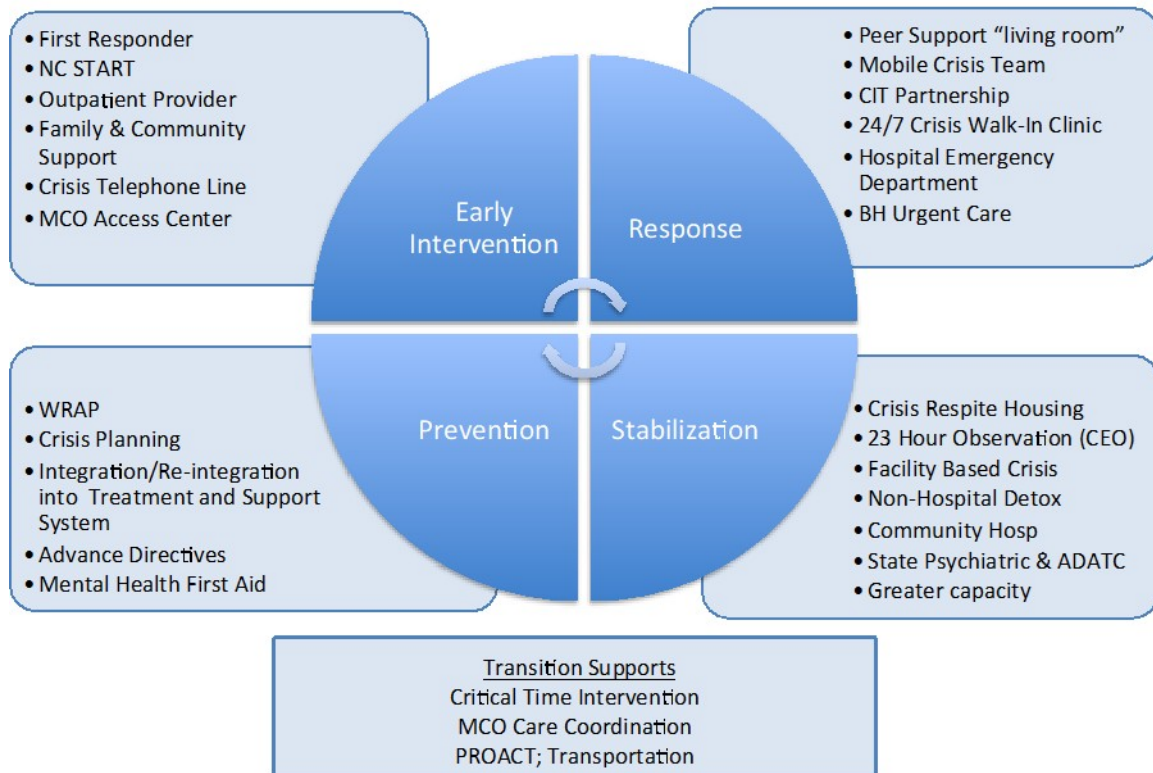 • First Responder
• NC START
• Outpatient Provider
• Family & Community
Support
• Crisis Telephone Line
• MCO Access Center
• Peer Support “living room”
• Mobile Crisis Team
• CIT Partnership
• 24/7 Crisis Walk-In Clinic
• Hospital Emergency
Department
• BH Urgent Care
Early
Intervention
Response
Prevention
Stabilization
• WRAP
• Crisis Planning
• Integration/Re-integration
into Treatment and Support
System
• Advance Directives
• Mental Health First Aid
• Crisis Respite Housing
• 23 Hour Observation (CEO)
• Facility Based Crisis
• Non-Hospital Detox
• Community Hosp
• State Psychiatric & ADATC
• Greater capacity
Transition Supports
Critical Time Intervention
MCO Care Coordination
PROACT; Transportation